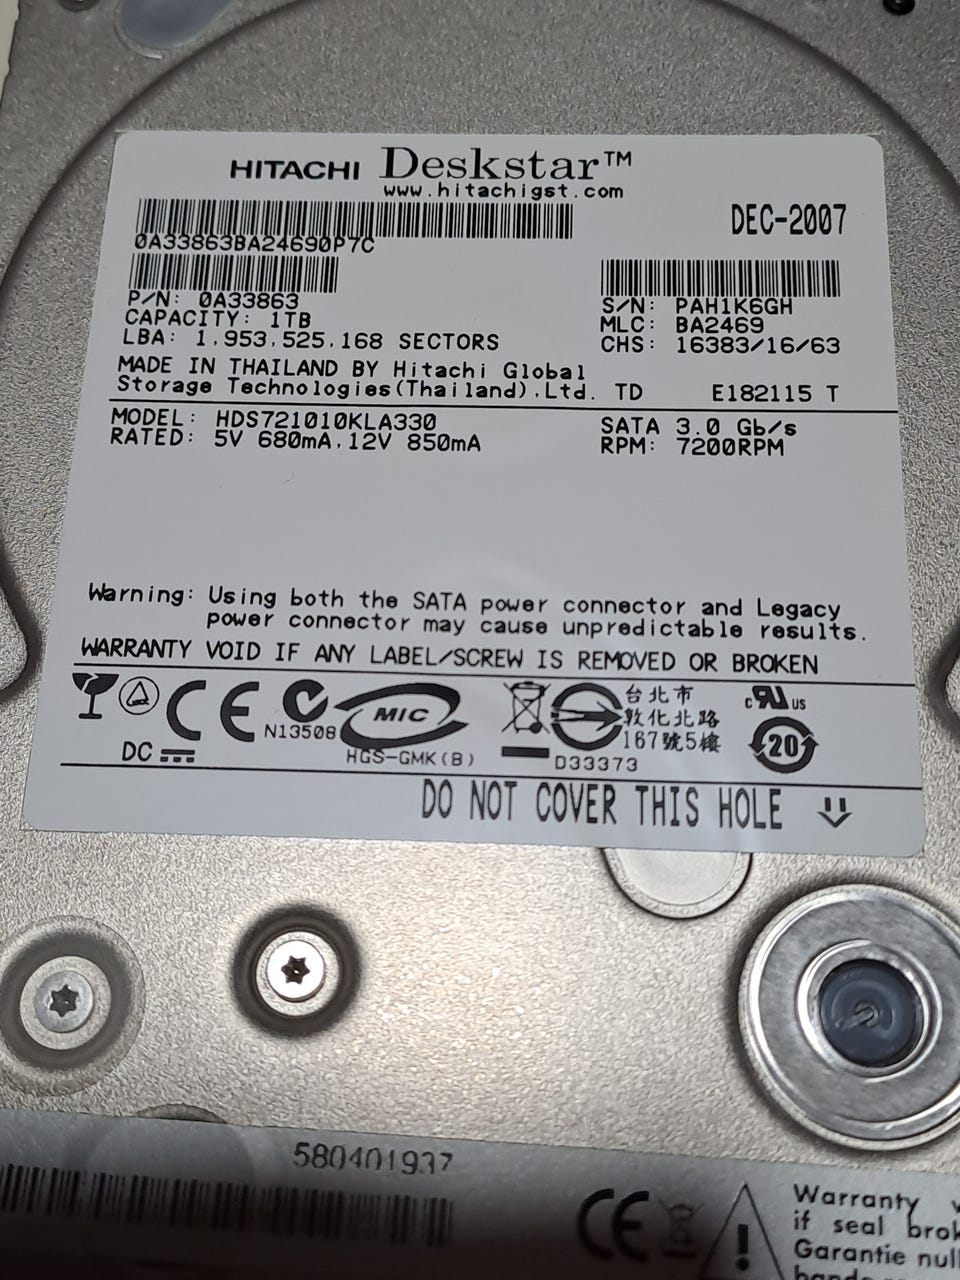 HITACHI Deskstar™
www.hitachigst.com
DEC-2007
0A33863BA24690P7C
P/N: 0A33863
CAPACITY: 1TB
LBA: 1,953,525,168 SECTORS
S/N: PAH1K6GH
MLC: BA2469
CHS: 16383/16/63
MADE IN THAILAND BY Hitachi Global
Storage Technologies(Thailand),Ltd. TD E182115 T
MODEL: HDS721010KLA330
RATED: 5V 680mA,12V 850mA
SATA 3.0 Gb/s
RPM: 7200RPM
Warning: Using both the SATA power connector and Legacy
power connector may cause unpredictable results.
WARRANTY VOID IF ANY LABEL/SCREW IS REMOVED OR BROKEN
CE
N13508
MIC
HGS-GMK(B)
DC
D33373
台北市
敦化北路
167號5樓
c UR US
20
DO NOT COVER THIS HOLE
580401937
CE
Warranty
if seal
Garantie